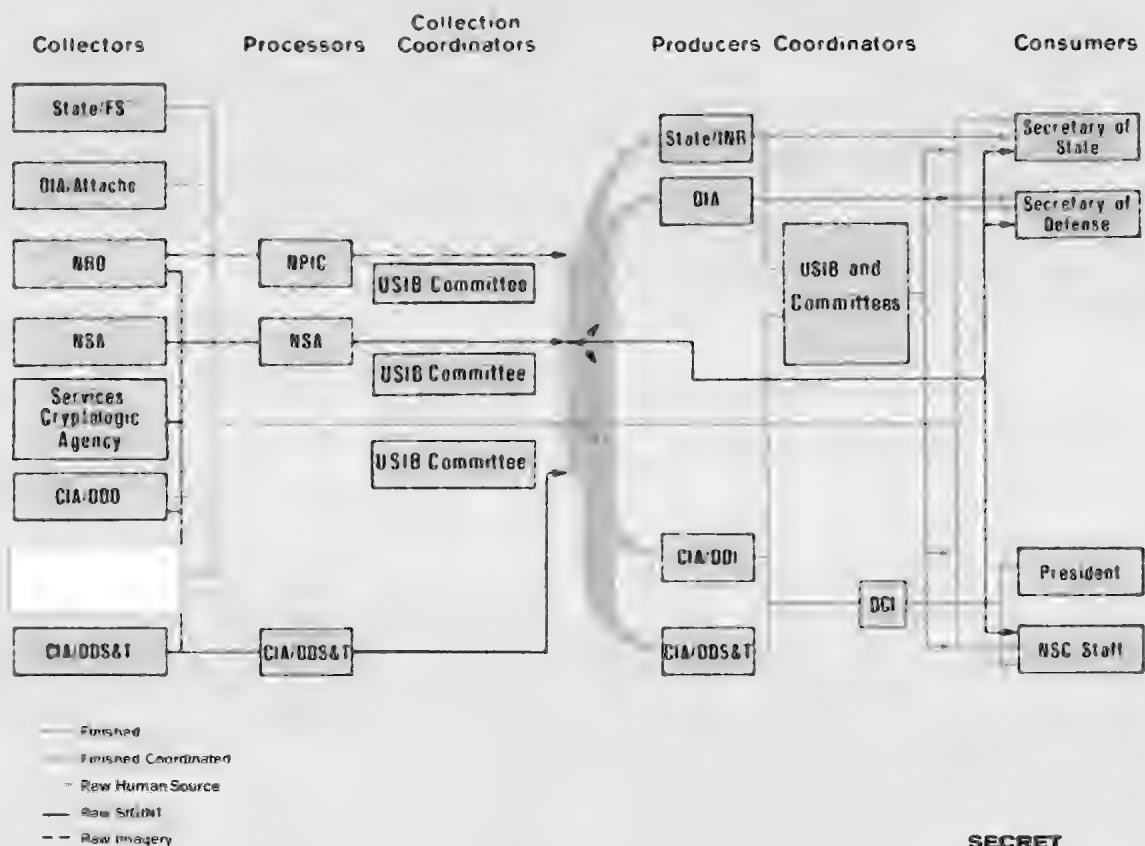 Collectors
Processors
Collection
Coordinators
Producers
Coordinators
Consumers
State/FS
DIA/Attache
NRO
NSA
Services
Cryptologic
Agency
CIA/DDO
CIA/DDS&T
NPIC
NSA
CIA/DDS&T
USIB Committee
USIB Committee
USIB Committee
State/INR
DIA
CIA/DDI
CIA/DDS&T
USIB and
Committees
DCI
Secretary of
State
Secretary of
Defense
President
NSC Staff
Finished
Finished Coordinated
Raw Human Source
Raw SIGINT
Raw Imagery
SECRET